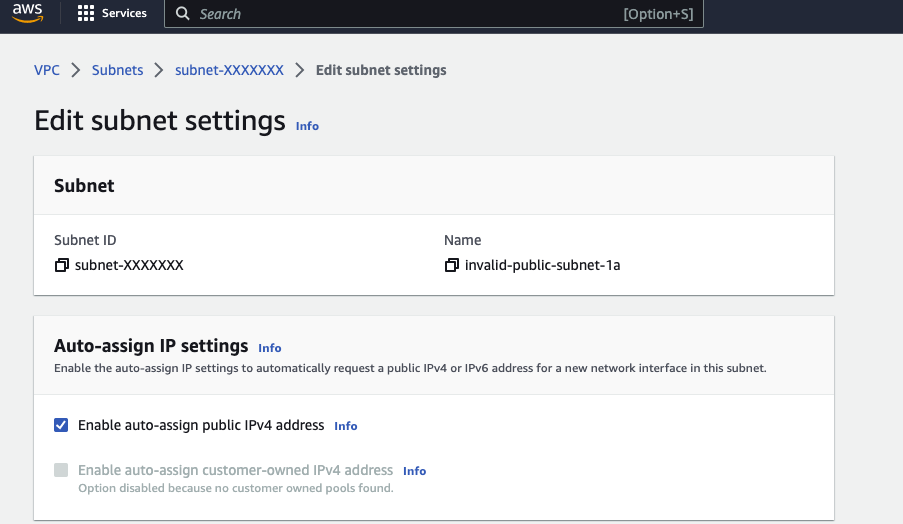 aws
Services
Search [Option+S]
VPC > Subnets > subnet-XXXXXXX > Edit subnet settings
Edit subnet settings Info
Subnet
Subnet ID Name
subnet-XXXXXXX invalid-public-subnet-1a
Auto-assign IP settings Info
Enable the auto-assign IP settings to automatically request a public IPv4 or IPv6 address for a new network interface in this subnet.
Enable auto-assign public IPv4 address Info
Enable auto-assign customer-owned IPv4 address Info
Option disabled because no customer owned pools found.